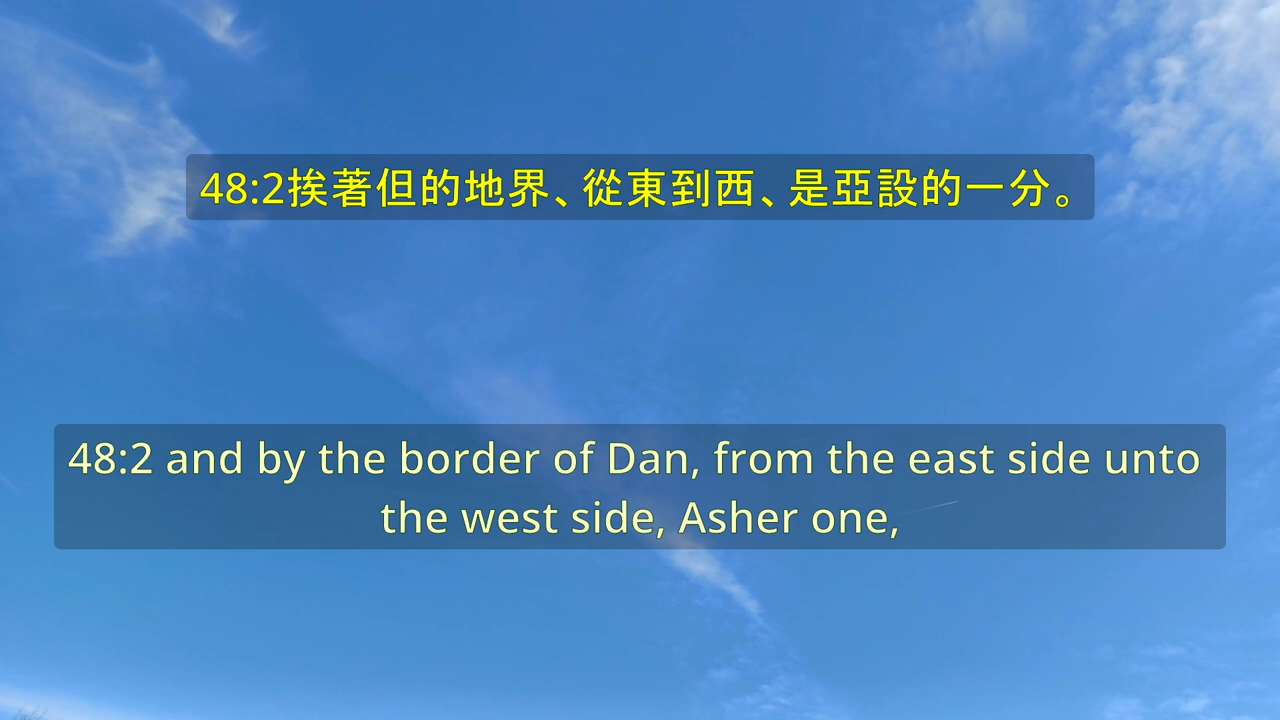 48:2挨著但的地界、從東到西、是亞設的一分。
48:2 and by the border of Dan, from the east side unto
the west side, Asher one,